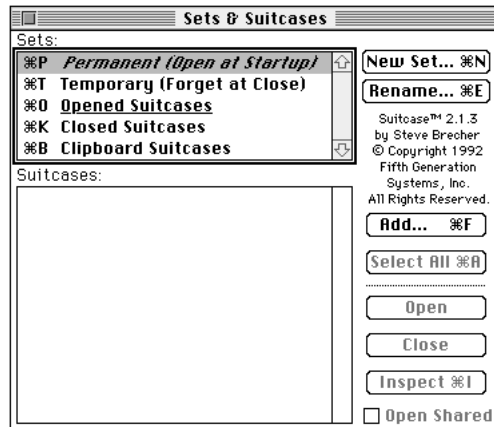 Sets & Suitcases
Sets:
⌘P Permanent (Open at Startup)
⌘T Temporary (Forget at Close)
⌘O Opened Suitcases
⌘K Closed Suitcases
⌘B Clipboard Suitcases
Suitcases:
New Set... ⌘N
Rename... ⌘E
Suitcase™ 2.1.3
by Steve Brecher
© Copyright 1992
Fifth Generation
Systems, Inc.
All Rights Reserved.
Add... ⌘F
Select All ⌘A
Open
Close
Inspect ⌘I
Open Shared